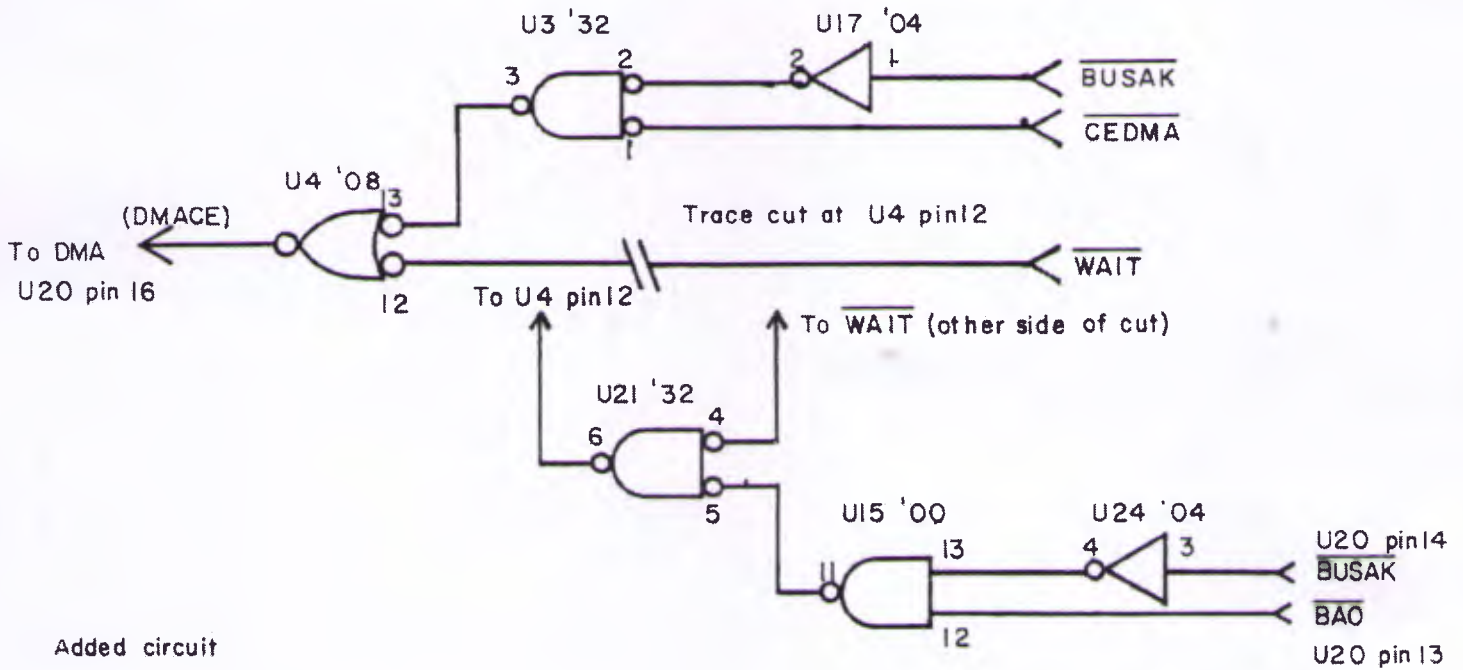 U3 '32
U17 '04
3
2
2
1
BUSAK
1
CEDMA
U4 '08
13
(DMACE)
Trace cut at U4 pin12
To DMA
WAIT
U20 pin 16
12
To U4 pin12
To WAIT (other side of cut)
U21 '32
4
6
5
U15 '00
U24 '04
13
4
3
U20 pin14
11
BUSAK
BAO
12
Added circuit
U20 pin13